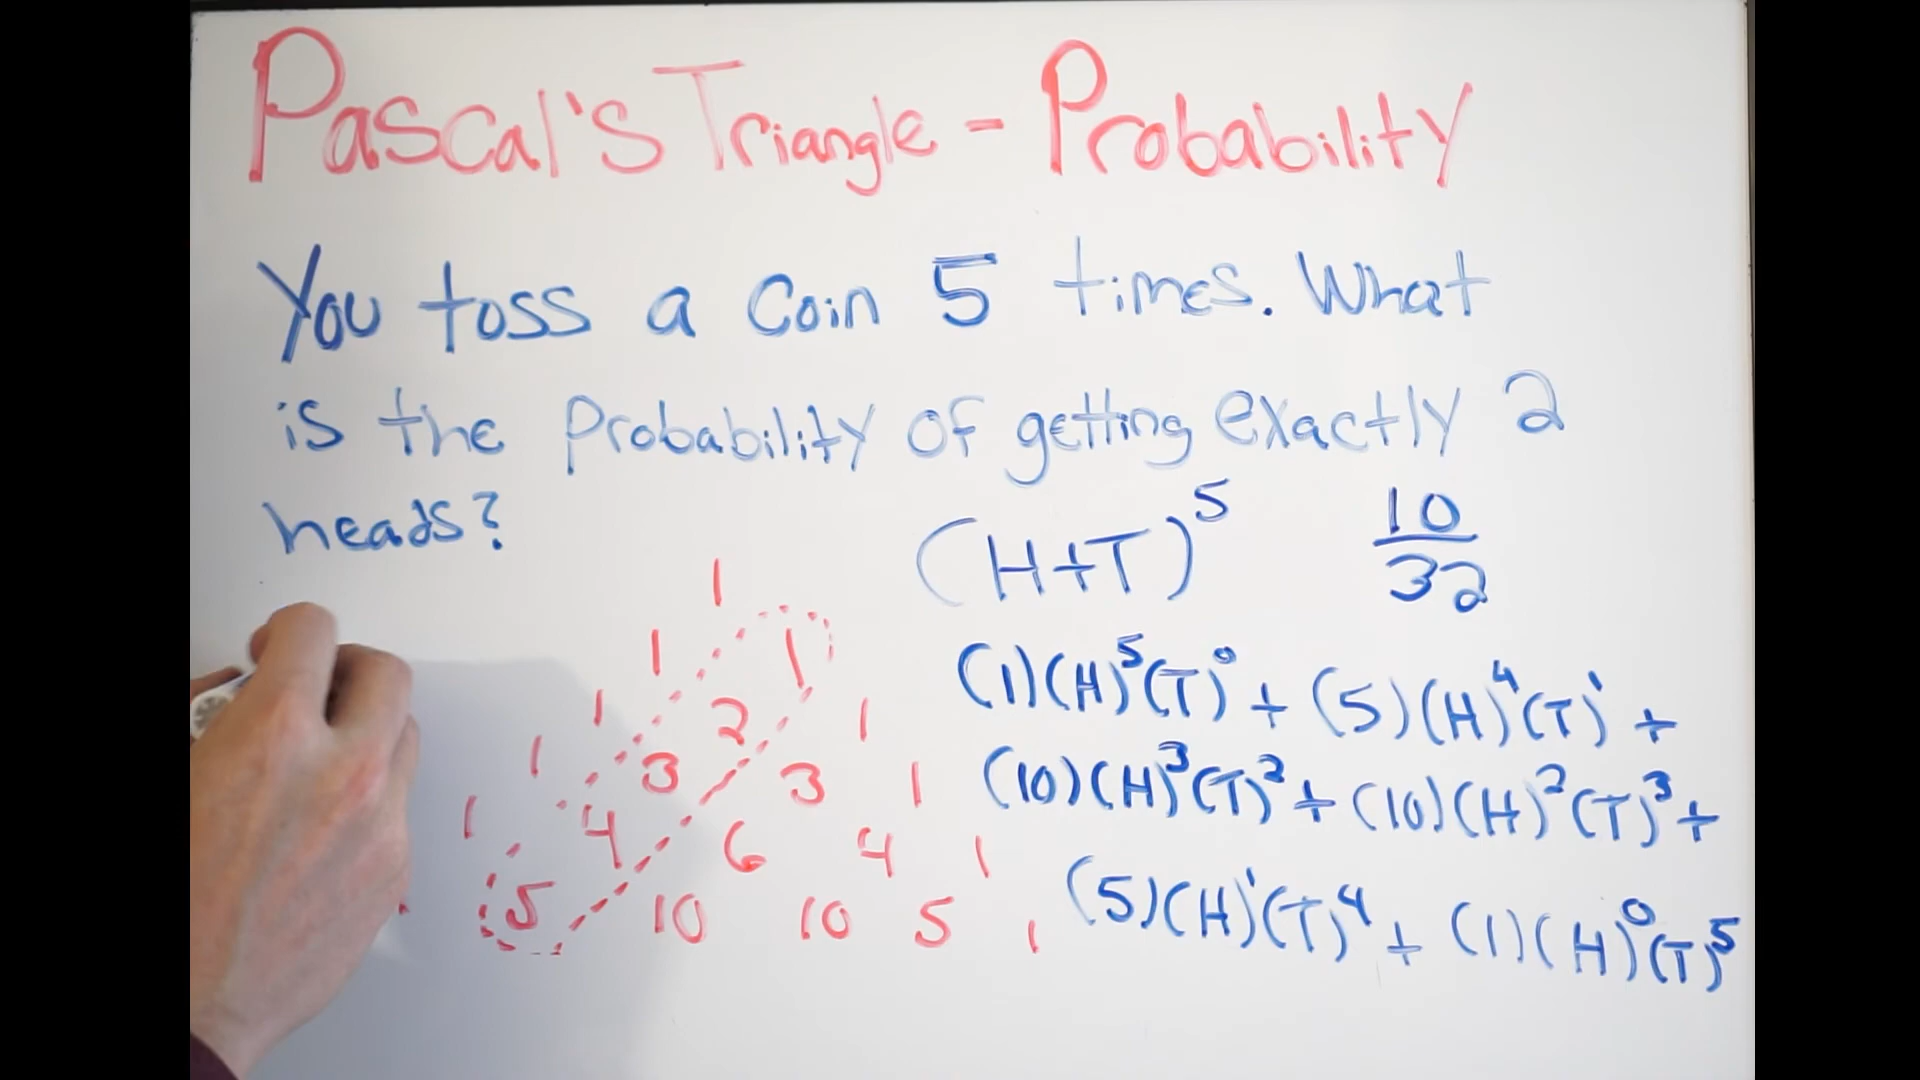 Pascal's Triangle - Probability
You toss a coin 5 times. What
is the probability of getting exactly 2
heads?
(H+T)^5
10/32
1
1 1
1 2 1
1 3 3 1
1 4 6 4 1
5 10 10 5 1
(1)(H)^5(T)^0 + (5)(H)^4(T)^1 +
(10)(H)^3(T)^2 + (10)(H)^2(T)^3 +
(5)(H)^1(T)^4 + (1)(H)^0(T)^5